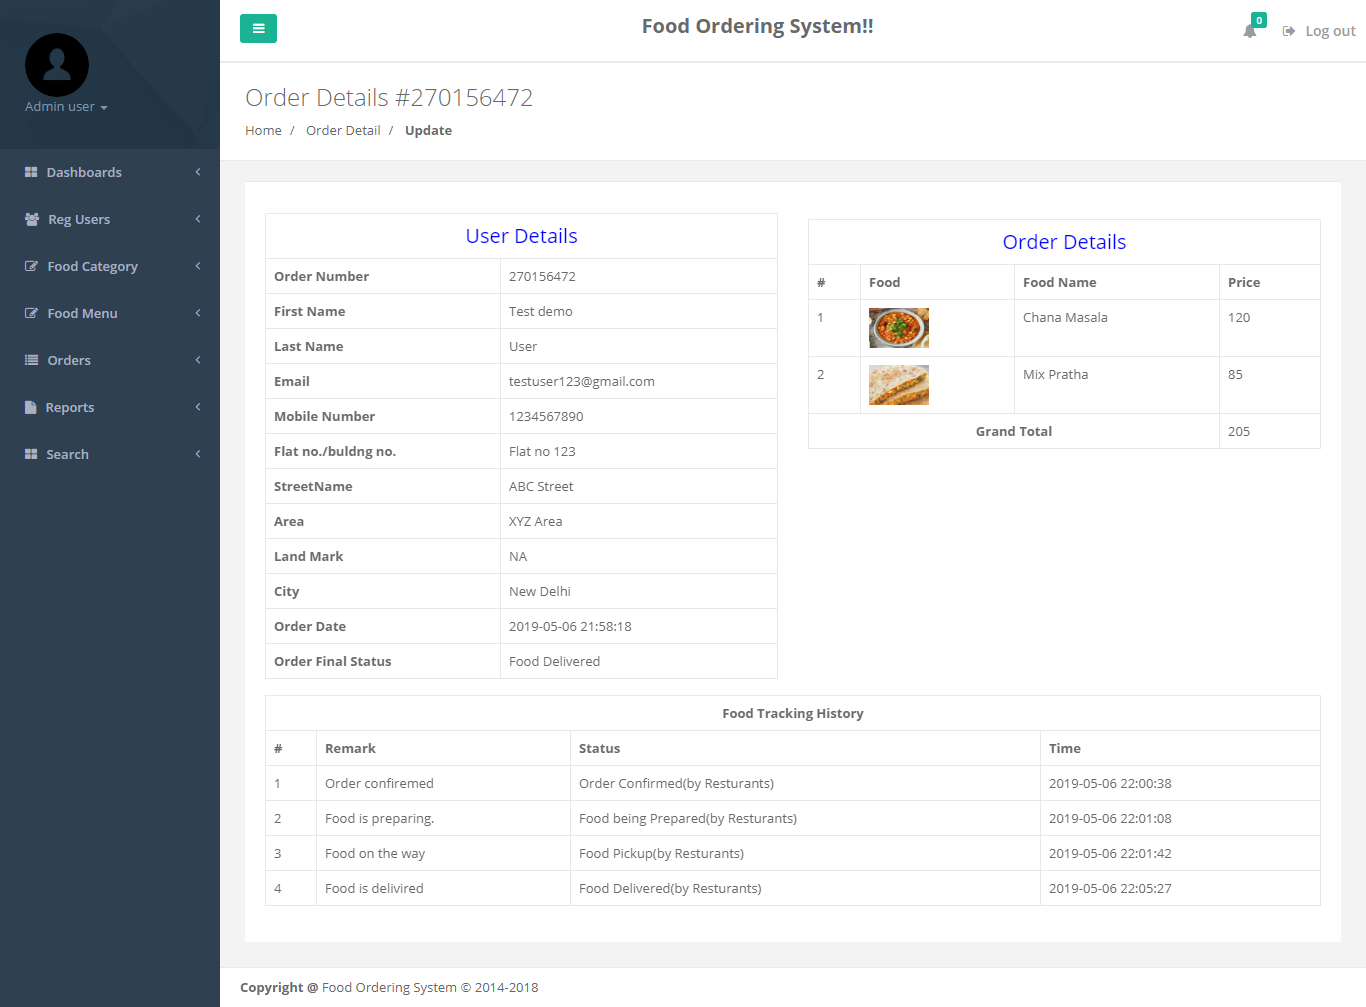 Food Ordering System!!
0
Log out
Admin user
Dashboards
Reg Users
Food Category
Food Menu
Orders
Reports
Search
Order Details #270156472
Home / Order Detail / Update
User Details
Order Number 270156472
First Name Test demo
Last Name User
Email testuser123@gmail.com
Mobile Number 1234567890
Flat no./buldng no. Flat no 123
StreetName ABC Street
Area XYZ Area
Land Mark NA
City New Delhi
Order Date 2019-05-06 21:58:18
Order Final Status Food Delivered
Order Details
# Food Food Name Price
1 Chana Masala 120
2 Mix Pratha 85
Grand Total 205
Food Tracking History
# Remark Status Time
1 Order confiremed Order Confirmed(by Resturants) 2019-05-06 22:00:38
2 Food is preparing. Food being Prepared(by Resturants) 2019-05-06 22:01:08
3 Food on the way Food Pickup(by Resturants) 2019-05-06 22:01:42
4 Food is delivired Food Delivered(by Resturants) 2019-05-06 22:05:27
Copyright @ Food Ordering System © 2014-2018